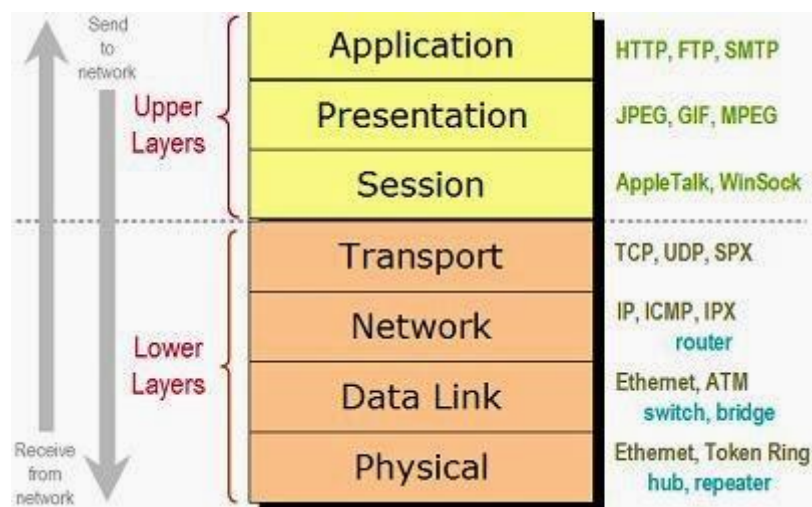 Send
to
network
Upper
Layers
Application
HTTP, FTP, SMTP
Presentation
JPEG, GIF, MPEG
Session
AppleTalk, WinSock
Lower
Layers
Transport
TCP, UDP, SPX
Network
IP, ICMP, IPX
router
Data Link
Ethernet, ATM
switch, bridge
Physical
Ethernet, Token Ring
hub, repeater
Receive
from
network